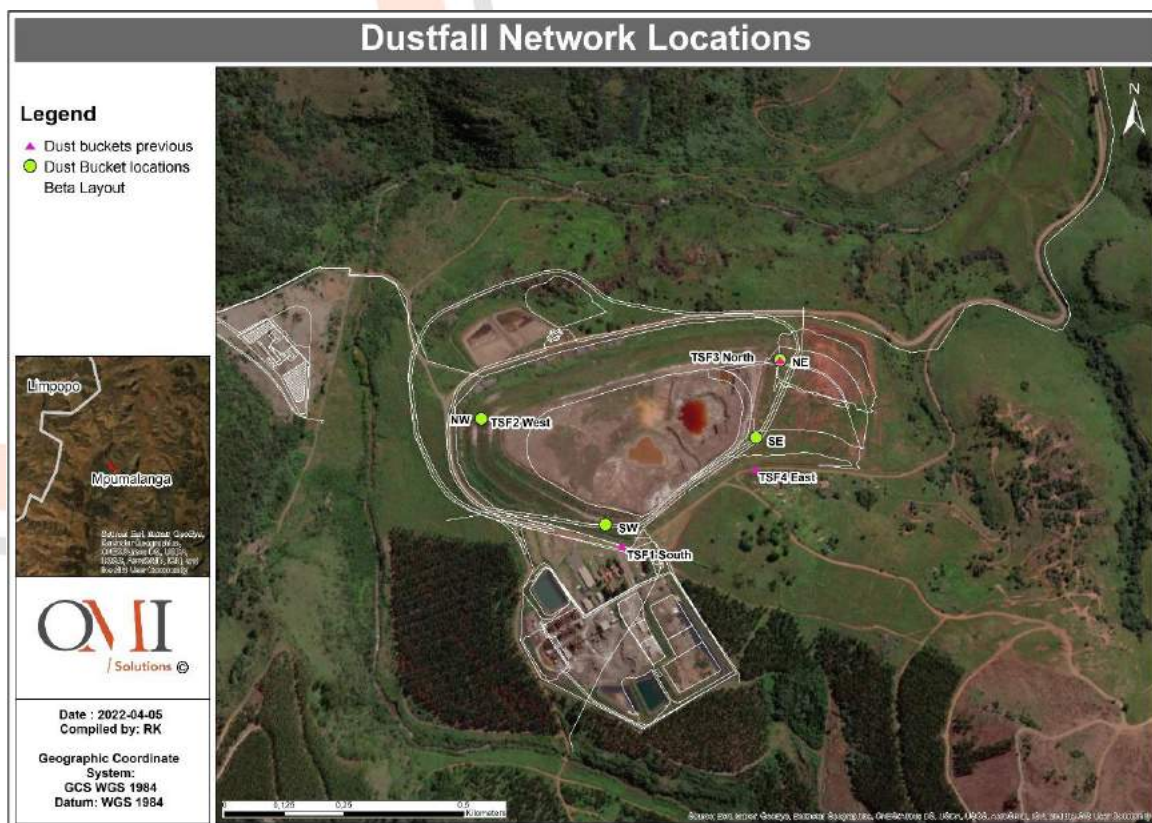 Dustfall Network Locations
Legend
Dust buckets previous
Dust Bucket locations
Beta Layout
N
TSF3 North
NE
NW
TSF2 West
SE
TSF4 East
SW
TSF1 South
Limpopo
Mpumalanga
OMI
Solutions ©
Date : 2022-04-05
Compiled by: RK
Geographic Coordinate
System:
GCS WGS 1984
Datum: WGS 1984
0 0,125 0,25 0,5
Kilometers